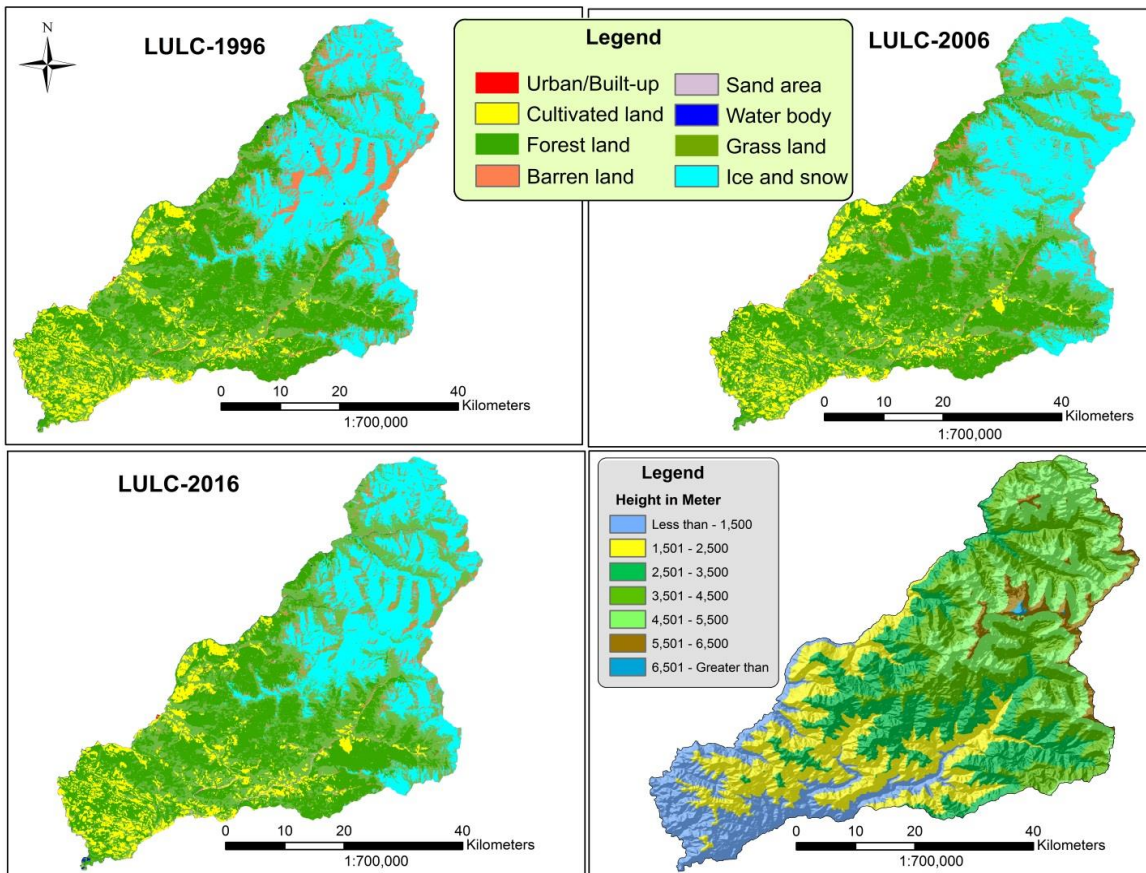 N
LULC-1996
Legend
Urban/Built-up
Cultivated land
Forest land
Barren land
Sand area
Water body
Grass land
Ice and snow
LULC-2006
0 10 20 40
Kilometers
1:700,000
0 10 20 40
Kilometers
1:700,000
LULC-2016
Legend
Height in Meter
Less than - 1,500
1,501 - 2,500
2,501 - 3,500
3,501 - 4,500
4,501 - 5,500
5,501 - 6,500
6,501 - Greater than
0 10 20 40
Kilometers
1:700,000
0 10 20 40
Kilometers
1:700,000